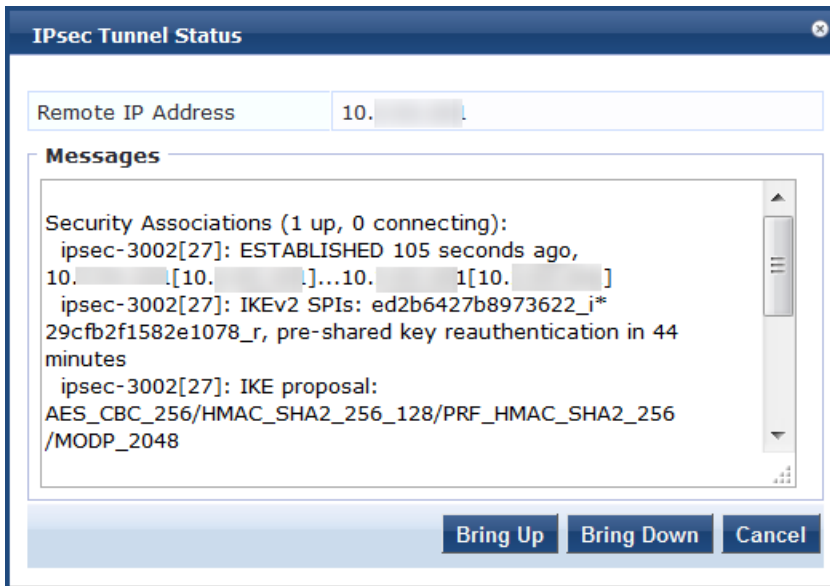 IPsec Tunnel Status
Remote IP Address 10.
Messages
Security Associations (1 up, 0 connecting):
ipsec-3002[27]: ESTABLISHED 105 seconds ago,
10. [10. ]...10. 1[10. ]
ipsec-3002[27]: IKEv2 SPIs: ed2b6427b8973622_i*
29cfb2f1582e1078_r, pre-shared key reauthentication in 44
minutes
ipsec-3002[27]: IKE proposal:
AES_CBC_256/HMAC_SHA2_256_128/PRF_HMAC_SHA2_256
/MODP_2048
Bring Up Bring Down Cancel